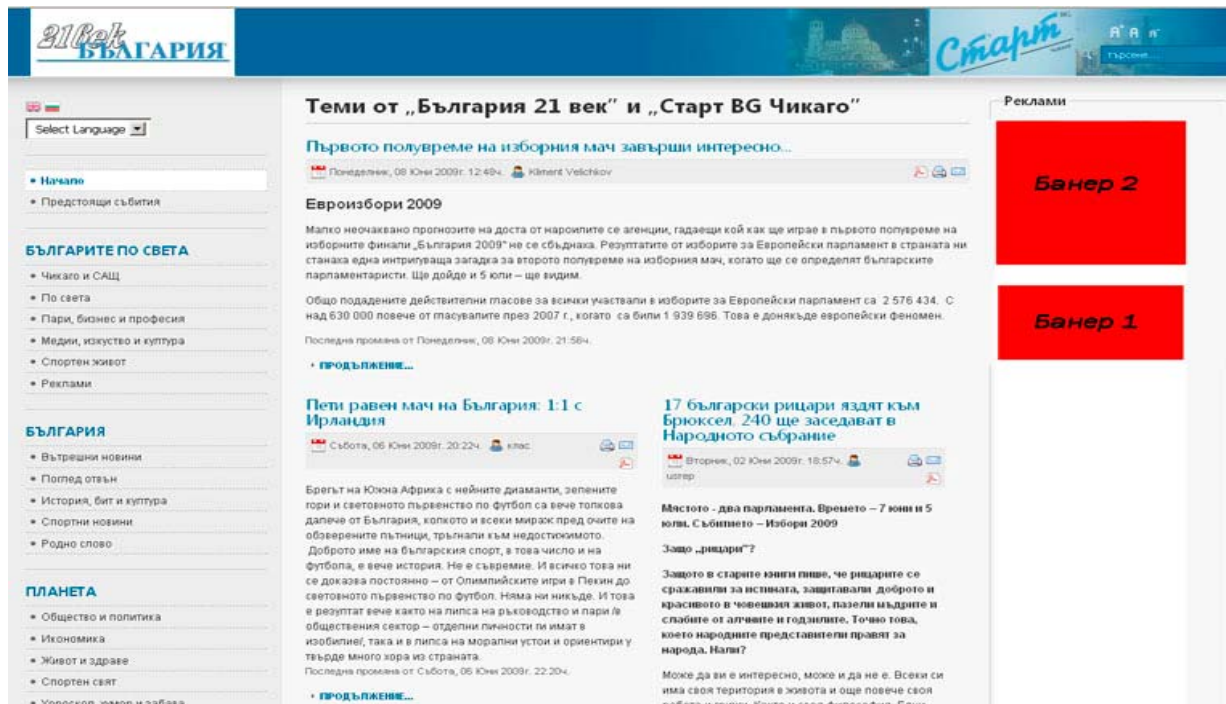 21 Век
БЪЛГАРИЯ
Старт BG
A+ A A-
търсене...
Select Language
Начало
Предстоящи събития
БЪЛГАРИТЕ ПО СВЕТА
Чикаго и САЩ
По света
Пари, бизнес и професия
Медии, изкуство и култура
Спортен живот
Реклами
БЪЛГАРИЯ
Вътрешни новини
Поглед отвън
История, бит и култура
Спортни новини
Родно слово
ПЛАНЕТА
Общество и политика
Икономика
Живот и здраве
Спортен свят
Хороскоп, хумор и забава
Теми от „България 21 век" и „Старт BG Чикаго"
Първото полувреме на изборния мач завърши интересно...
Понеделник, 08 Юни 2009г. 12:49ч. Kliment Velichkov
Евроизбори 2009
Малко неочаквано прогнозите на доста от нароилите се агенции, гадаещи кой как ще играе в първото полувреме на
изборните финали „България 2009" не се сбъднаха. Резултатите от изборите за Европейски парламент в страната ни
станаха една интригуваща загадка за второто полувреме на изборния мач, когато ще се определят българските
парламентаристи. Ще дойде и 5 юли – ще видим.
Общо подадените действителни гласове за всички участвали в изборите за Европейски парламент са 2 576 434. С
над 630 000 повече от гласувалите през 2007 г., когато са били 1 939 696. Това е донякъде европейски феномен.
Последна промяна от Понеделник, 08 Юни 2009г. 21:56ч.
ПРОДЪЛЖЕНИЕ...
Пети равен мач на България: 1:1 с
Ирландия
Събота, 06 Юни 2009г. 20:22ч. клас
Брегът на Южна Африка с нейните диаманти, зелените
гори и световното първенство по футбол са вече толкова
далече от България, колкото и всеки мираж пред очите на
обзверените пътници, тръгнали към недостижимото.
Доброто име на българския спорт, в това число и на
футбола, е вече история. Не е съвремие. И всичко това ни
се доказва постоянно – от Олимпийските игри в Пекин до
световното първенство по футбол. Няма ни никъде. И това
е резултат вече както на липса на ръководство и пари /в
обществения сектор – отделни личности ги имат в
изобилие/, така и в липса на морални устои и ориентири у
твърде много хора из страната.
Последна промяна от Събота, 06 Юни 2009г. 22:20ч.
ПРОДЪЛЖЕНИЕ...
17 български рицари яздят към
Брюксел, 240 ще заседават в
Народното събрание
Вторник, 02 Юни 2009г. 18:57ч.
usrep
Мястото - два парламента. Времето – 7 юни и 5
юли. Събитието – Избори 2009
Защо „рицари"?
Защото в старите книги пише, че рицарите се
сражавали за истината, защитавали доброто и
красивото в човешкия живот, пазели мъдрите и
слабите от алчните и годзилите. Точно това,
което народните представители правят за
народа. Нали?
Може да ви е интересно, може и да не е. Всеки си
има своя територия в живота и още повече своя
Реклами
Банер 2
Банер 1